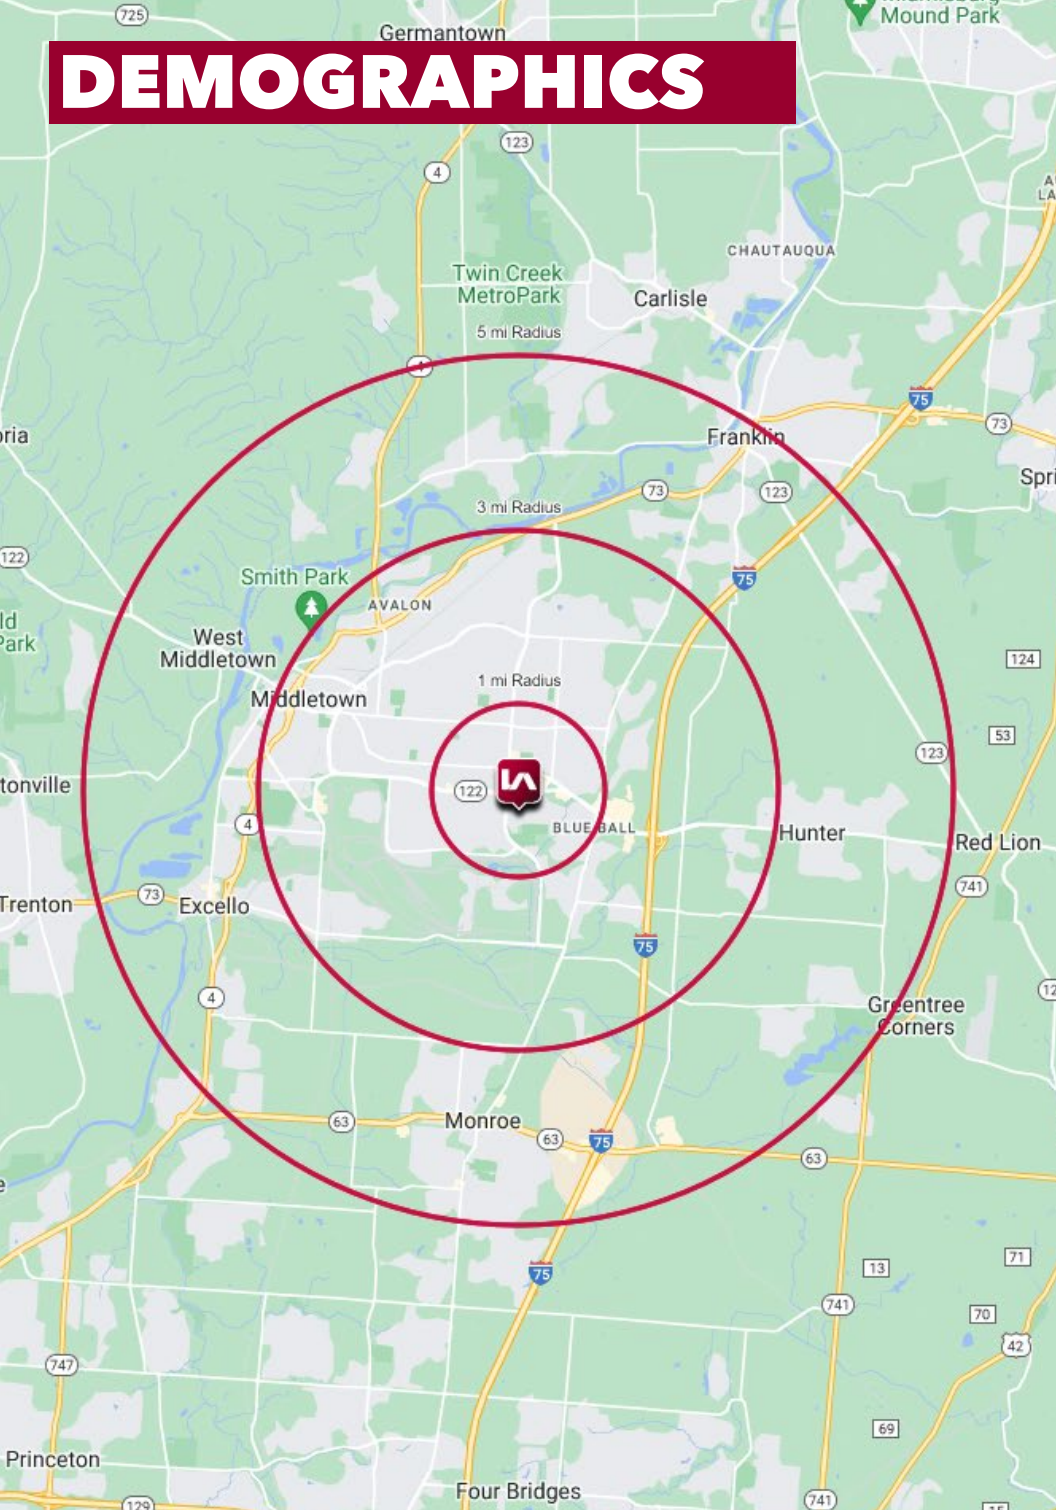 725
Germantown
Mound Park
DEMOGRAPHICS
123
4
CHAUTAUQUA
Twin Creek
MetroPark
Carlisle
5 mi Radius
4
75
73
Franklin
73
123
3 mi Radius
122
75
Smith Park
AVALON
West
Middletown
124
1 mi Radius
Middletown
53
123
tonville
122
4
BLUE BALL
Hunter
Red Lion
741
73
Trenton
Excello
75
4
Greentree
Corners
63
Monroe
63
75
63
71
13
75
741
70
42
747
69
Princeton
Four Bridges
129
741